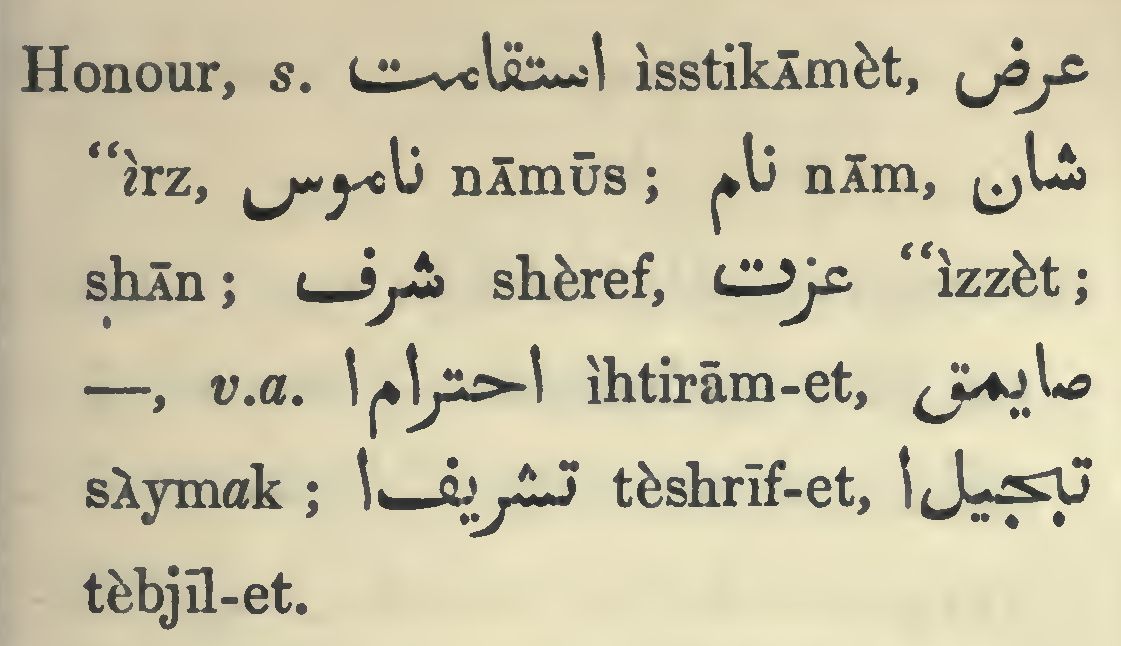 Honour, s. استقامت ìsstikĀmèt, عرض
“ìrz, ناموس nĀmŪs ; نام nĀm, شان
ṣhĀn ; شرف shèref, عزت “ìzzèt ;
—, v.a. احترام ا ìhtirām-et, صايمق
sÀymak ; تشريف ا tèshrīf-et, تبجيل ا
tèbjīl-et.